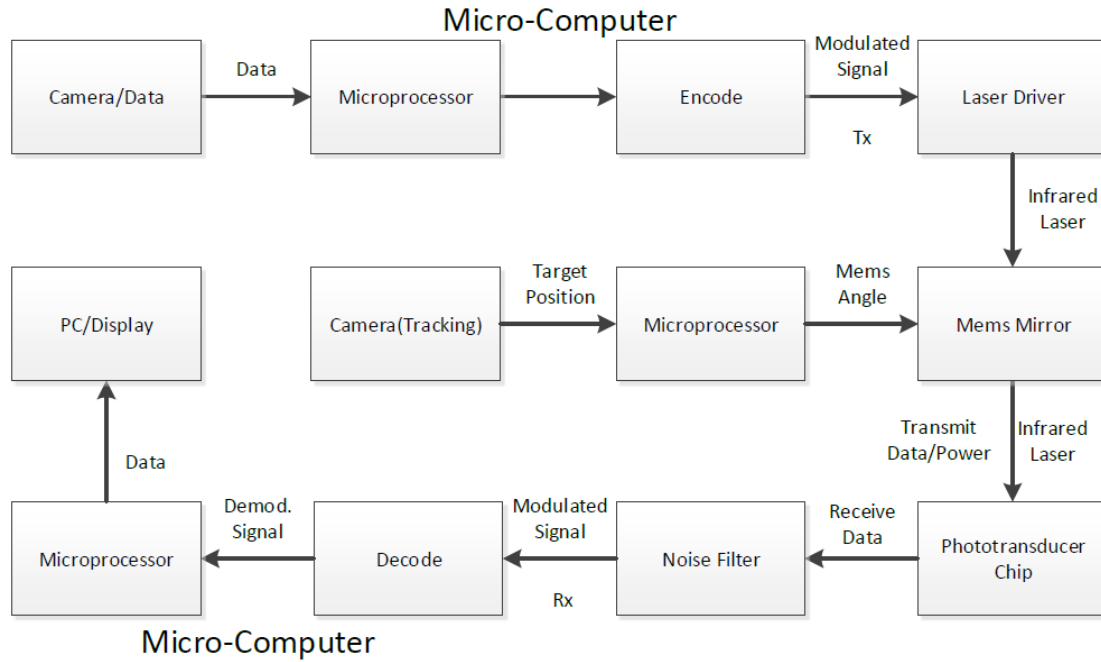 Micro-Computer
Camera/Data
Data
Microprocessor
Encode
Modulated
Signal
Tx
Laser Driver
Infrared
Laser
PC/Display
Camera(Tracking)
Target
Position
Microprocessor
Mems
Angle
Mems Mirror
Transmit
Data/Power
Infrared
Laser
Data
Microprocessor
Demod.
Signal
Decode
Modulated
Signal
Rx
Noise Filter
Receive
Data
Phototransducer
Chip
Micro-Computer